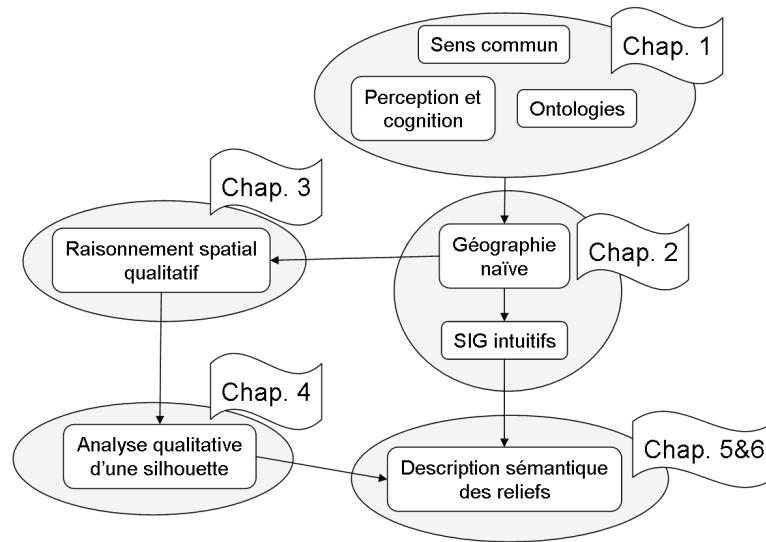 Sens commun
Chap. 1
Perception et
cognition
Ontologies
Chap. 3
Raisonnement spatial
qualitatif
Géographie
naïve
Chap. 2
SIG intuitifs
Chap. 4
Analyse qualitative
d'une silhouette
Description sémantique
des reliefs
Chap. 5&6